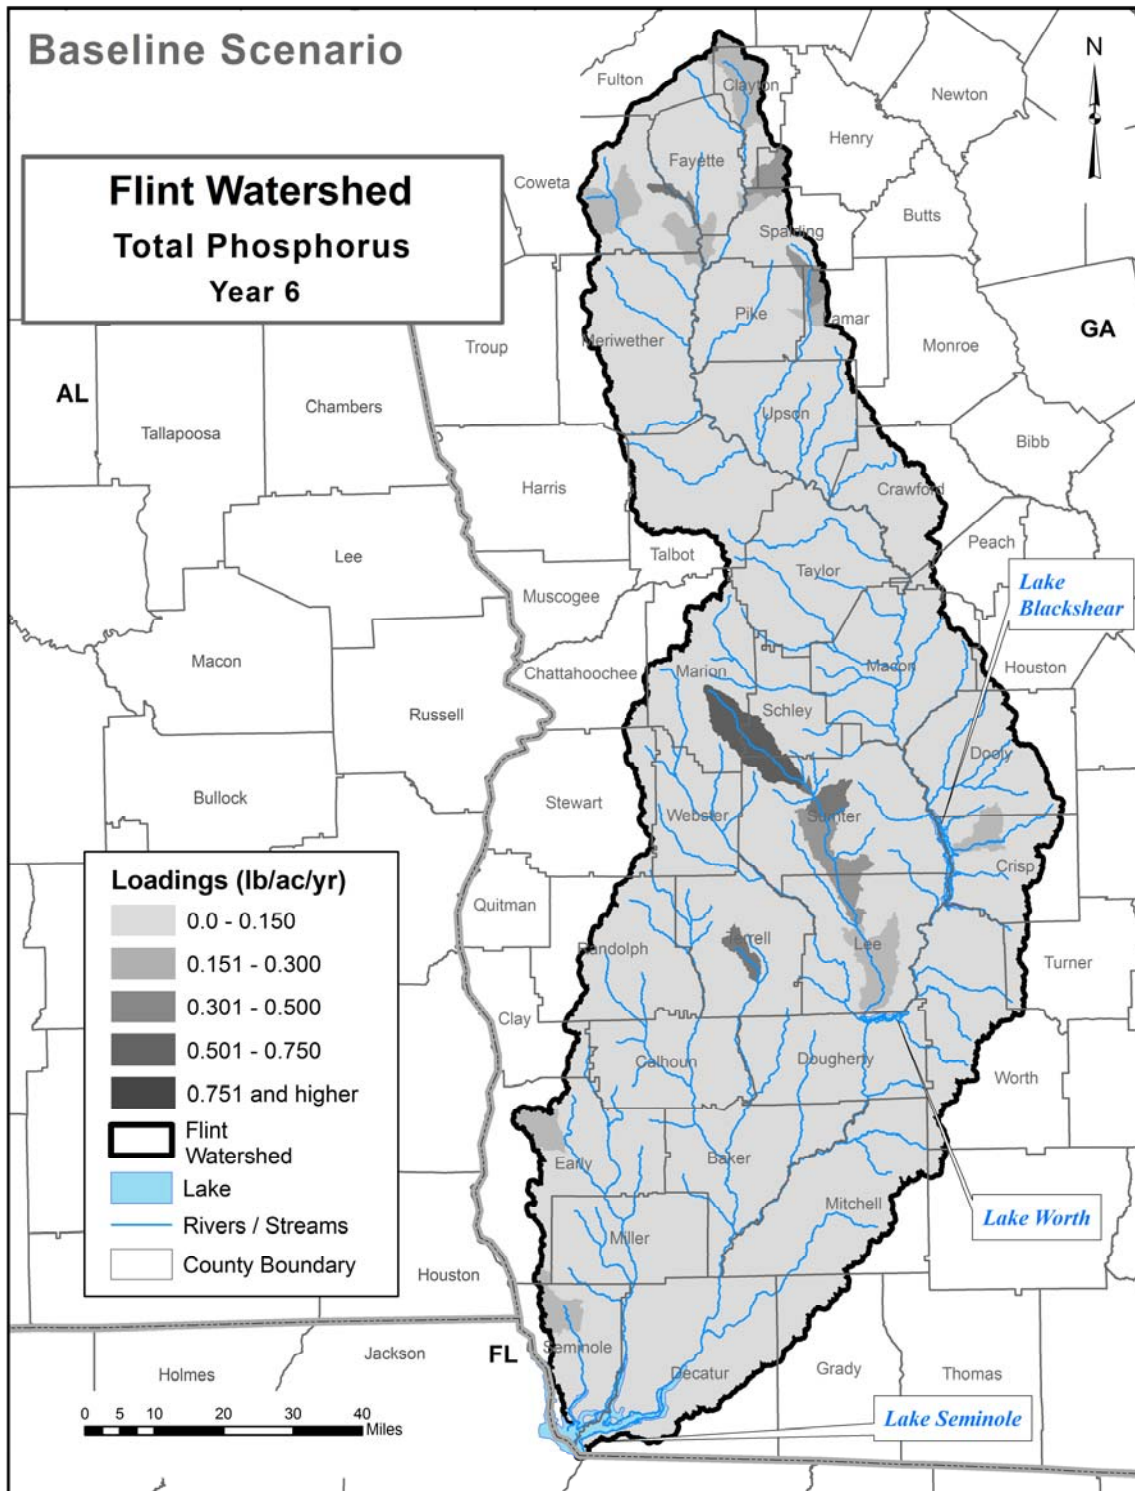 Baseline Scenario
Flint Watershed
Total Phosphorus
Year 6
N
Fulton
Clayton
Newton
Henry
Fayette
Coweta
Butts
Spalding
Troup
Meriwether
Pike
amar
Monroe
GA
AL
Chambers
Tallapoosa
Upson
Bibb
Harris
Crawford
Lee
Talbot
Peach
Taylor
Muscogee
Lake
Blackshear
Macon
Chattahoochee
Marion
Macon
Houston
Russell
Schley
Dooly
Bullock
Stewart
Webster
Sumter
Crisp
Loadings (lb/ac/yr)
0.0 - 0.150
0.151 - 0.300
0.301 - 0.500
0.501 - 0.750
0.751 and higher
Flint
Watershed
Lake
Rivers / Streams
County Boundary
Quitman
Randolph
Terrell
Lee
Turner
Clay
Calhoun
Dougherty
Worth
Early
Baker
Mitchell
Lake Worth
Miller
Houston
Seminole
FL
Jackson
Holmes
Decatur
Grady
Thomas
Lake Seminole
0 5 10 20 30 40
Miles